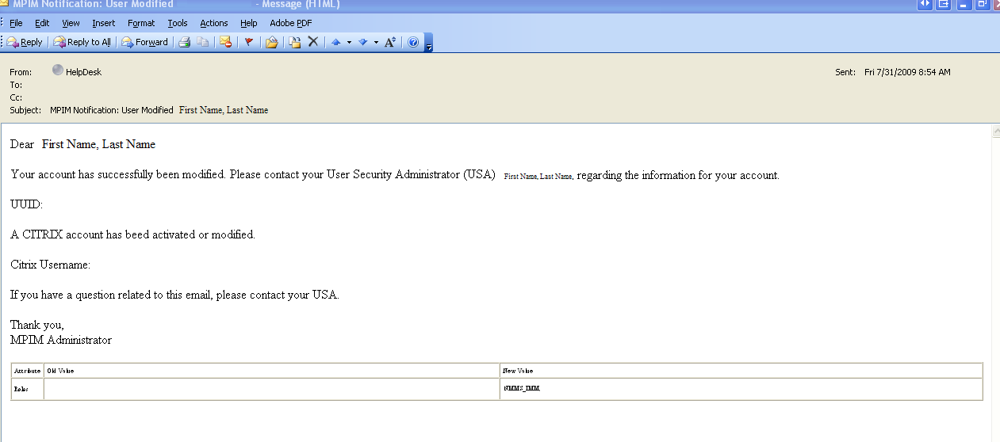 MPIM Notification: User Modified - Message (HTML)
File Edit View Insert Format Tools Actions Help Adobe PDF
Reply Reply to All Forward
From: HelpDesk Sent: Fri 7/31/2009 8:54 AM
To:
Cc:
Subject: MPIM Notification: User Modified First Name, Last Name
Dear First Name, Last Name
Your account has successfully been modified. Please contact your User Security Administrator (USA) First Name, Last Name, regarding the information for your account.
UUID:
A CITRIX account has beed activated or modified.
Citrix Username:
If you have a question related to this email, please contact your USA.
Thank you,
MPIM Administrator
Attribute Old Value New Value
Roles NMMS_IMM,